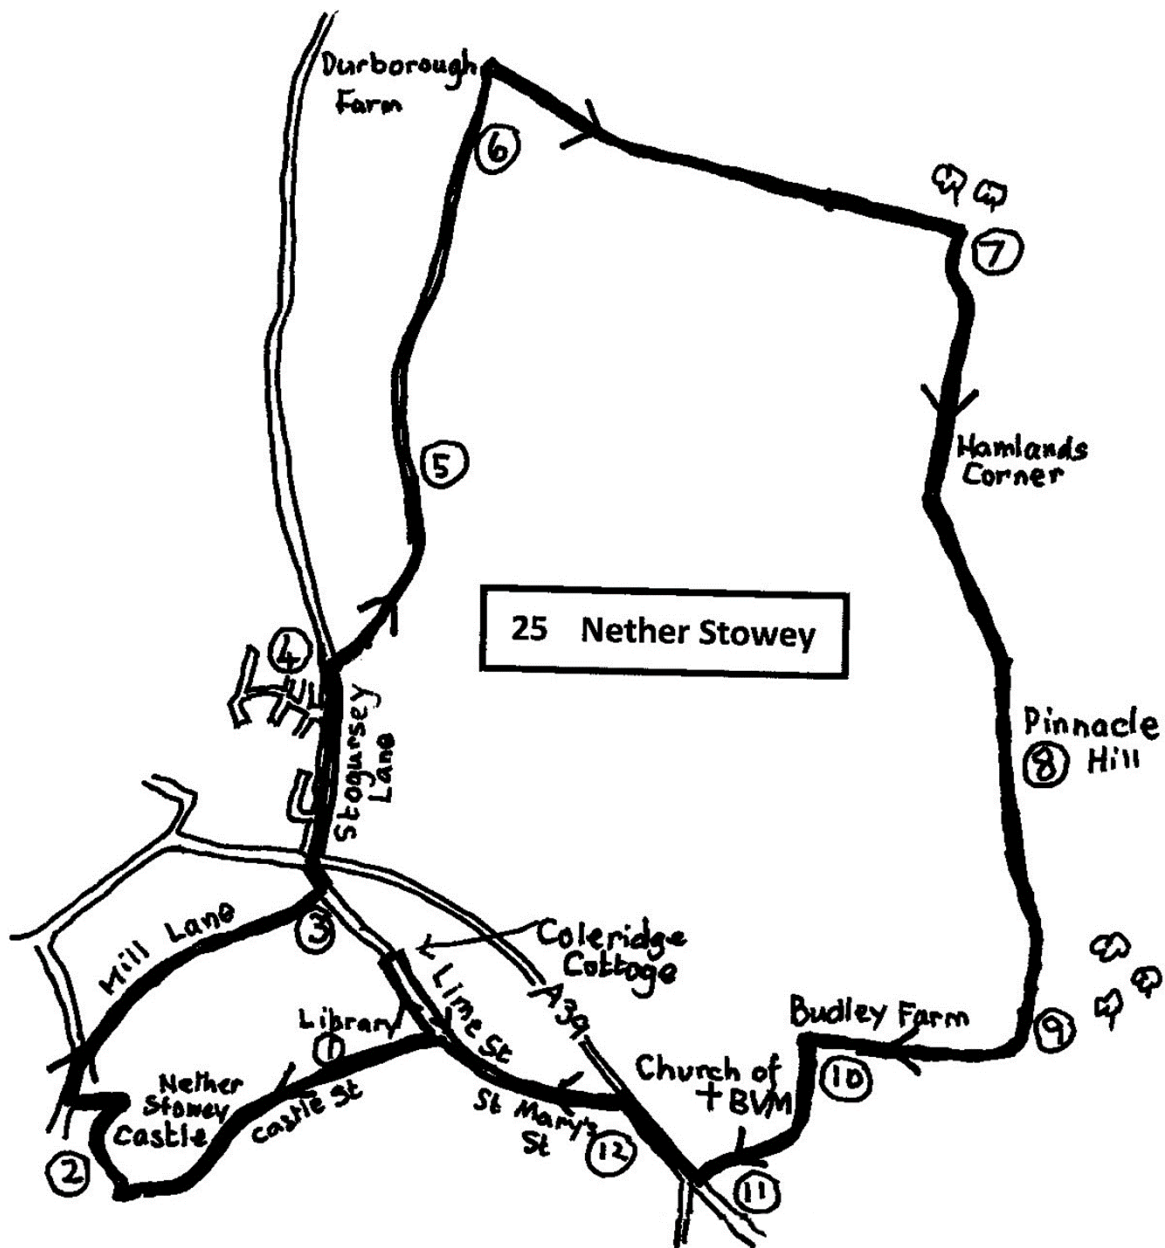 Durborough
Farm
6
7
Hamlands
Corner
5
25 Nether Stowey
4
Stogursey
Lane
Pinnacle
8 Hill
Mill Lane
3
Coleridge
Cottage
Lime St
A39
Library
1
Budley Farm
9
10
Church of
BVM
Nether
Stowey
Castle
Castle St
St Mary's
St
12
2
11